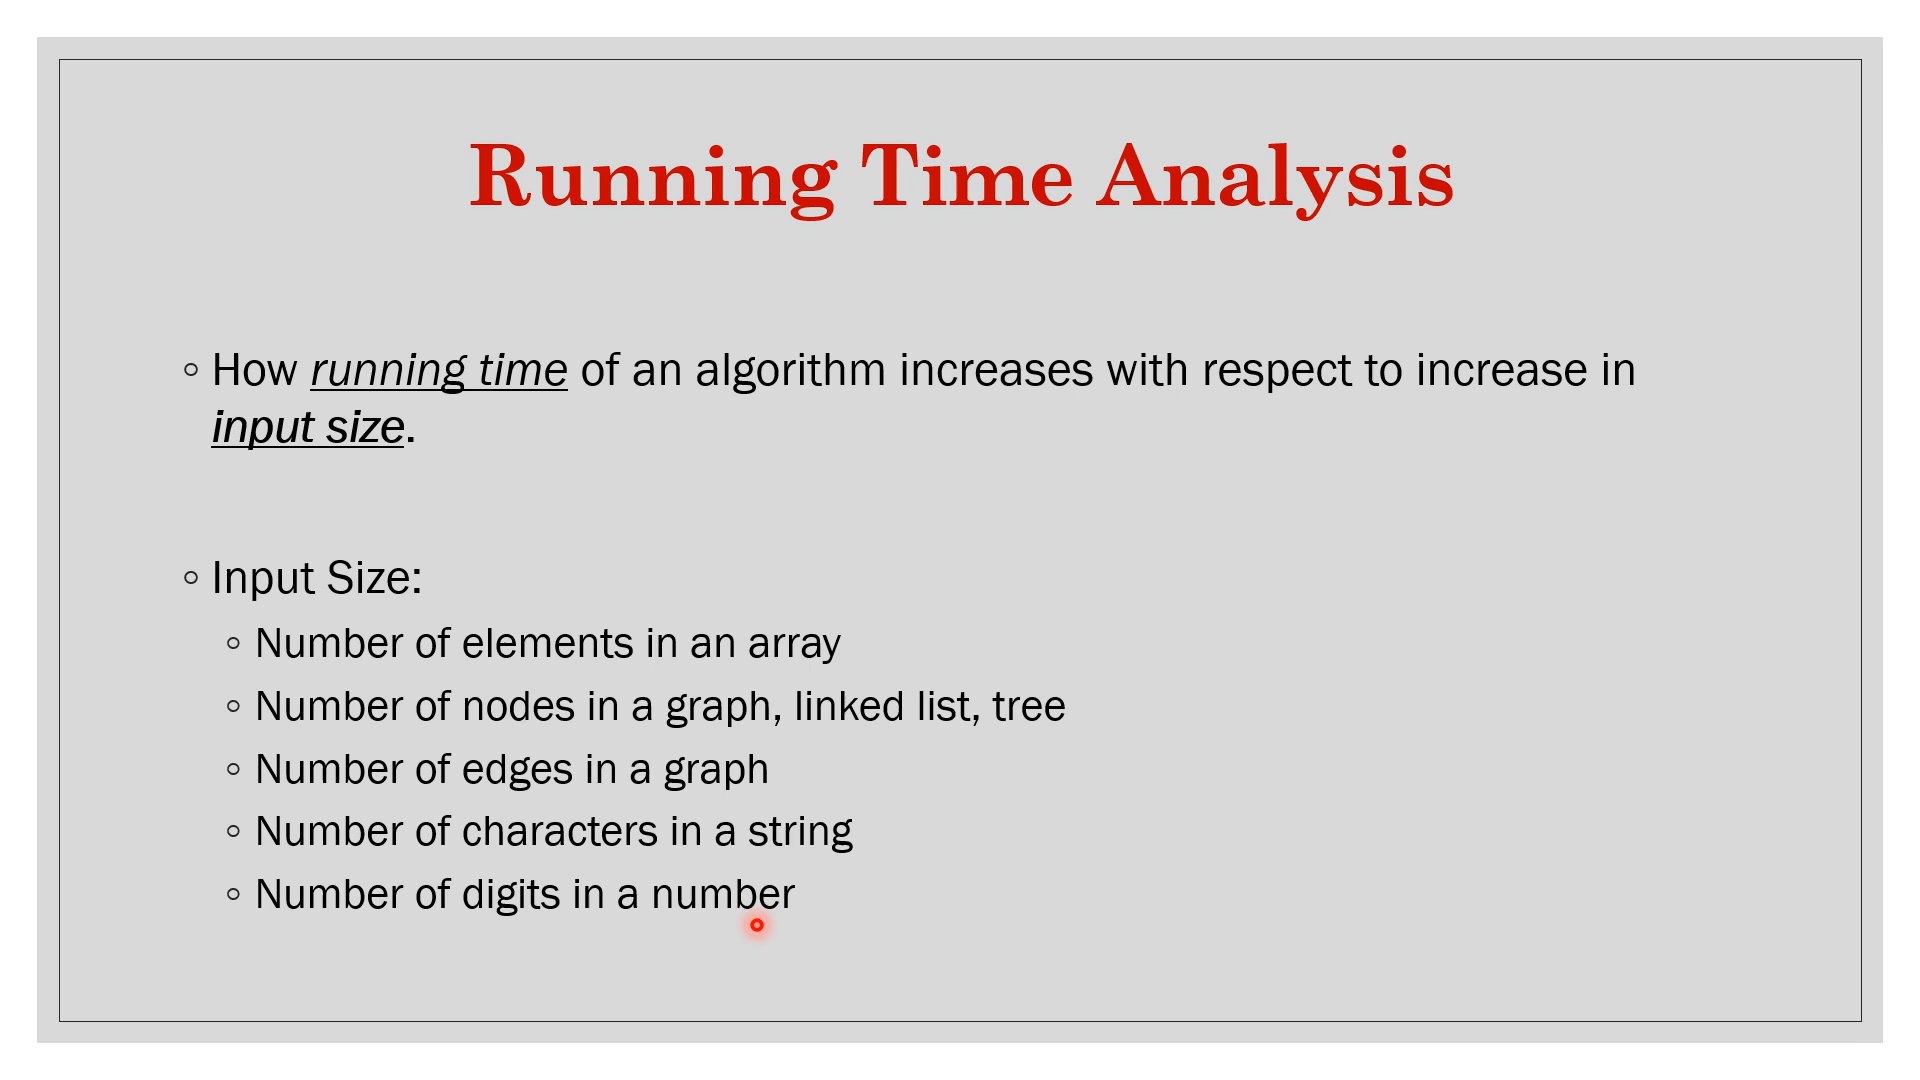 Running Time Analysis
◦ How running time of an algorithm increases with respect to increase in
input size.
◦ Input Size:
◦ Number of elements in an array
◦ Number of nodes in a graph, linked list, tree
◦ Number of edges in a graph
◦ Number of characters in a string
◦ Number of digits in a number